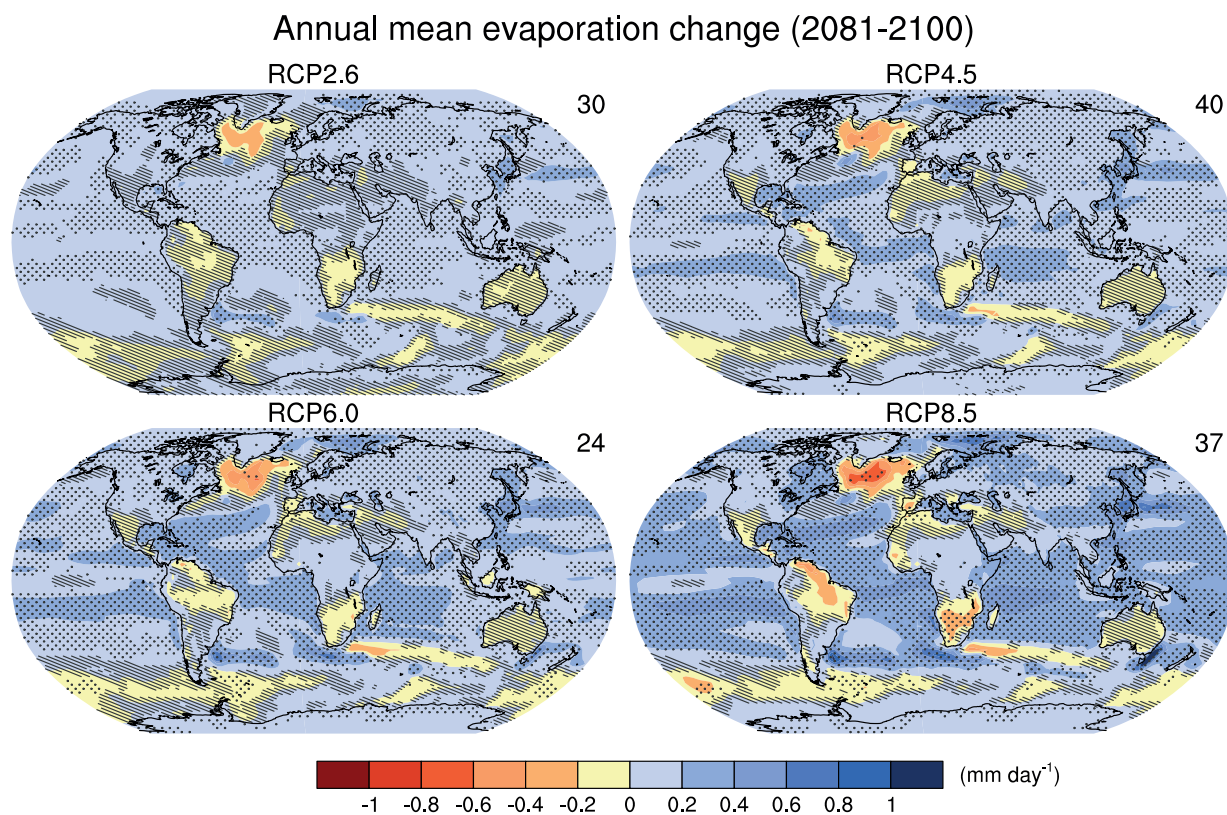 Annual mean evaporation change (2081-2100)
RCP2.6
30
RCP4.5
40
RCP6.0
24
RCP8.5
37
-1 -0.8 -0.6 -0.4 -0.2 0 0.2 0.4 0.6 0.8 1 (mm day⁻¹)